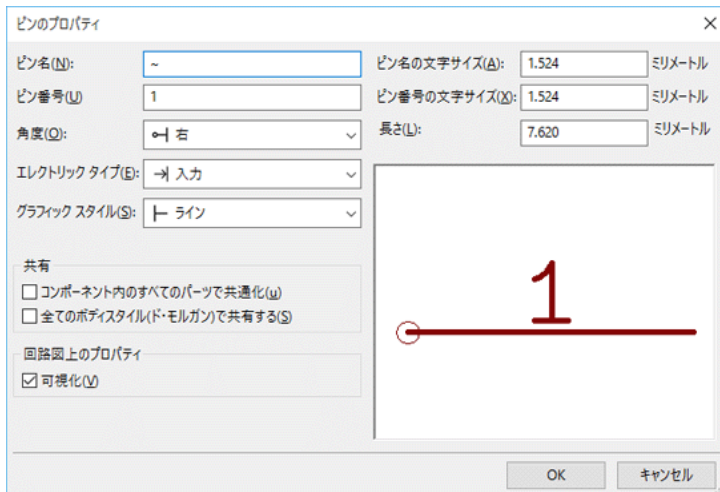 ピンのプロパティ
ピン名(N): ~
ピン番号(U) 1
角度(O): 右
エレクトリック タイプ(E): 入力
グラフィック スタイル(S): ライン
ピン名の文字サイズ(A): 1.524 ミリメートル
ピン番号の文字サイズ(X): 1.524 ミリメートル
長さ(L): 7.620 ミリメートル
共有
コンポーネント内のすべてのパーツで共通化(u)
全てのボディスタイル(ド・モルガン)で共有する(S)
回路図上のプロパティ
可視化(V)
1
OK キャンセル